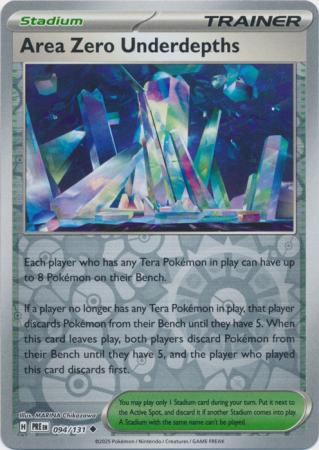 Stadium
TRAINER
Area Zero Underdepths
Each player who has any Tera Pokémon in play can have up
to 8 Pokémon on their Bench.
If a player no longer has any Tera Pokémon in play, that player
discards Pokémon from their Bench until they have 5. When
this card leaves play, both players discard Pokémon from
their Bench until they have 5, and the player who played
this card discards first.
Illus. MARINA Chikazawa
H PRE EN 094/131 ◆
You may play only 1 Stadium card during your turn. Put it next to
the Active Spot, and discard it if another Stadium comes into play.
A Stadium with the same name can't be played.
©2025 Pokémon / Nintendo / Creatures / GAME FREAK